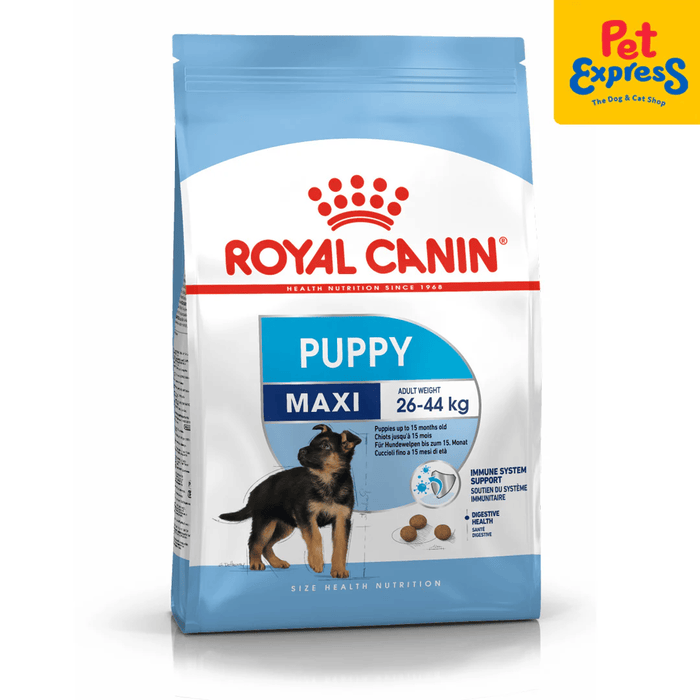 Pet
Express
The Dog & Cat Shop
ROYAL CANIN®
HEALTH NUTRITION SINCE 1968
PUPPY
MAXI
ADULT WEIGHT
26-44 kg
Puppies up to 15 months old
Chiots jusqu'à 15 mois
Für Hundewelpen bis zum 15. Monat
Cuccioli fino a 15 mesi di età
IMMUNE SYSTEM
SUPPORT
SOUTIEN DU SYSTÈME
IMMUNITAIRE
DIGESTIVE
HEALTH
SANTÉ
DIGESTIVE
SIZE HEALTH NUTRITION